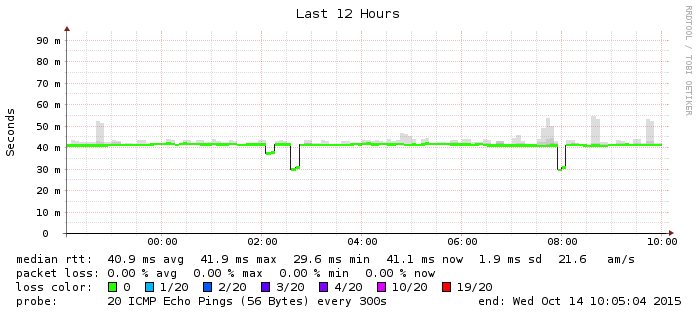 Last 12 Hours
RRDTOOL / TOBI OETIKER
Seconds
90 m
80 m
70 m
60 m
50 m
40 m
30 m
20 m
10 m
0
00:00 02:00 04:00 06:00 08:00 10:00
median rtt: 40.9 ms avg 41.9 ms max 29.6 ms min 41.1 ms now 1.9 ms sd 21.6 am/s
packet loss: 0.00 % avg 0.00 % max 0.00 % min 0.00 % now
loss color: 0 1/20 2/20 3/20 4/20 10/20 19/20
probe: 20 ICMP Echo Pings (56 Bytes) every 300s end: Wed Oct 14 10:05:04 2015